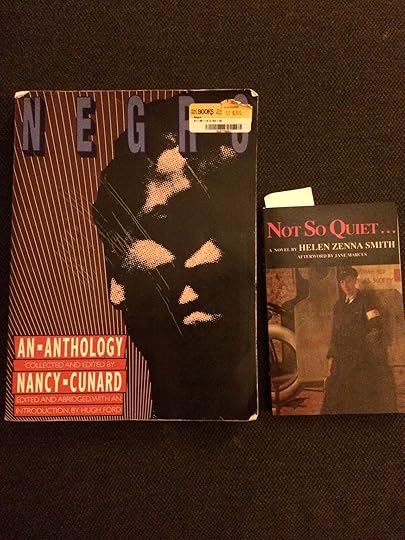 NEGRO
BOOKS
AN-ANTHOLOGY
COLLECTED AND EDITED BY
NANCY-CUNARD
EDITED AND ABRIDGED, WITH AN
INTRODUCTION, BY HUGH FORD
NOT SO QUIET...
A NOVEL BY HELEN ZENNA SMITH
AFTERWORD BY JANE MARCUS